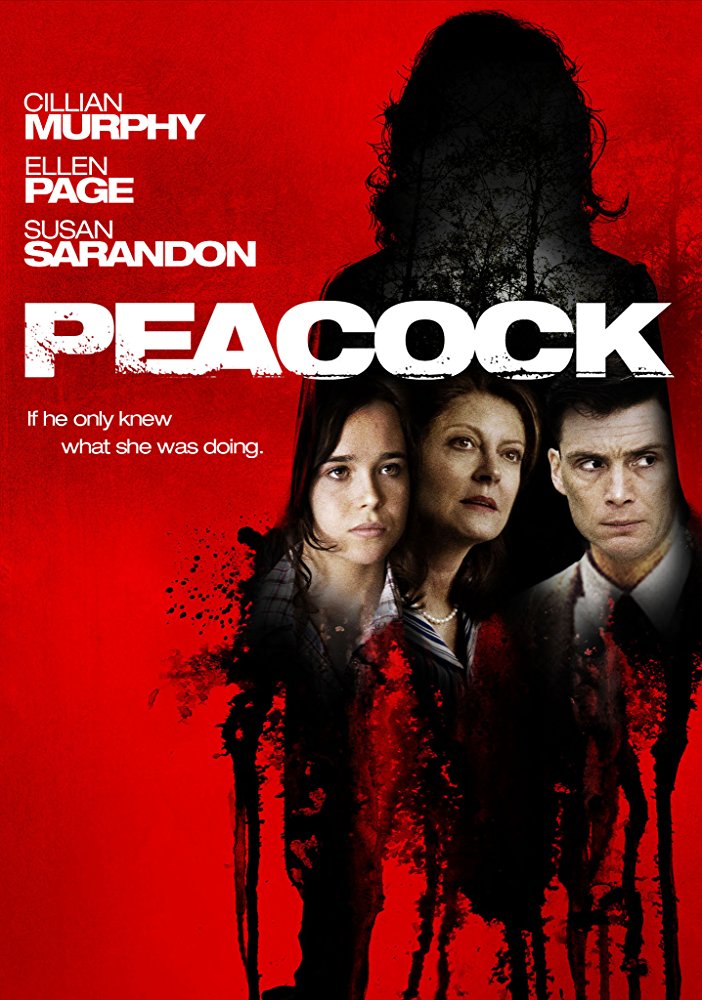 CILLIAN
MURPHY
ELLEN
PAGE
SUSAN
SARANDON
PEACOCK
If he only knew
what she was doing.